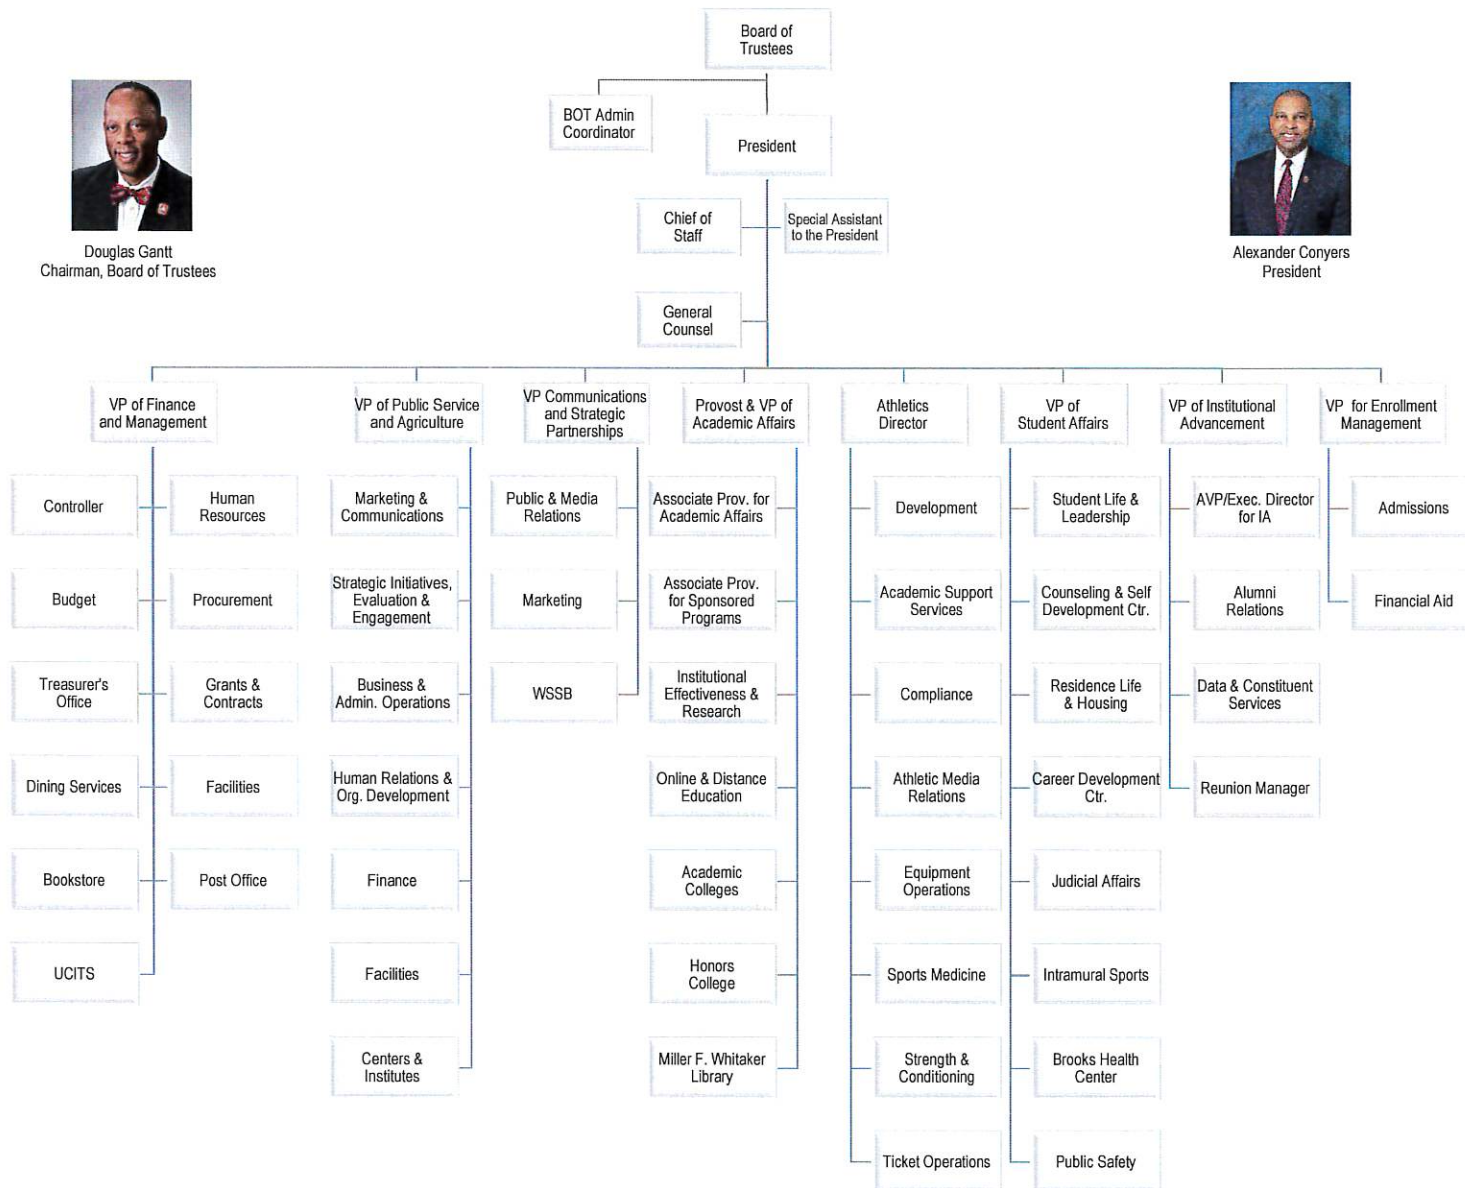 Board of
Trustees
BOT Admin
Coordinator
President
Douglas Gantt
Chairman, Board of Trustees
Alexander Conyers
President
Chief of
Staff
Special Assistant
to the President
General
Counsel
VP of Finance
and Management
VP of Public Service
and Agriculture
VP Communications
and Strategic
Partnerships
Provost & VP of
Academic Affairs
Athletics
Director
VP of
Student Affairs
VP of Institutional
Advancement
VP for Enrollment
Management
Controller
Human
Resources
Budget
Procurement
Treasurer's
Office
Grants &
Contracts
Dining Services
Facilities
Bookstore
Post Office
UCITS
Marketing &
Communications
Strategic Initiatives,
Evaluation &
Engagement
Business &
Admin. Operations
Human Relations &
Org. Development
Finance
Facilities
Centers &
Institutes
Public & Media
Relations
Marketing
WSSB
Associate Prov. for
Academic Affairs
Associate Prov.
for Sponsored
Programs
Institutional
Effectiveness &
Research
Online & Distance
Education
Academic
Colleges
Honors
College
Miller F. Whitaker
Library
Development
Academic Support
Services
Compliance
Athletic Media
Relations
Equipment
Operations
Sports Medicine
Strength &
Conditioning
Ticket Operations
Student Life &
Leadership
Counseling & Self
Development Ctr.
Residence Life
& Housing
Career Development
Ctr.
Judicial Affairs
Intramural Sports
Brooks Health
Center
Public Safety
AVP/Exec. Director
for IA
Alumni
Relations
Data & Constituent
Services
Reunion Manager
Admissions
Financial Aid